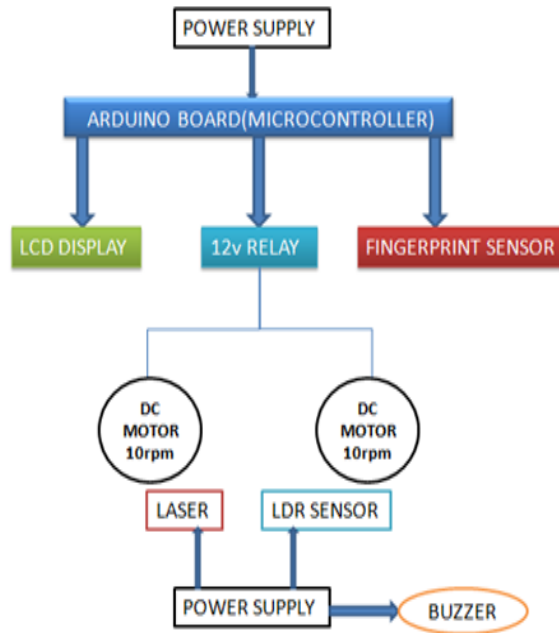 POWER SUPPLY
ARDUINO BOARD(MICROCONTROLLER)
LCD DISPLAY
12v RELAY
FINGERPRINT SENSOR
DC
MOTOR
10rpm
DC
MOTOR
10rpm
LASER
LDR SENSOR
POWER SUPPLY
BUZZER